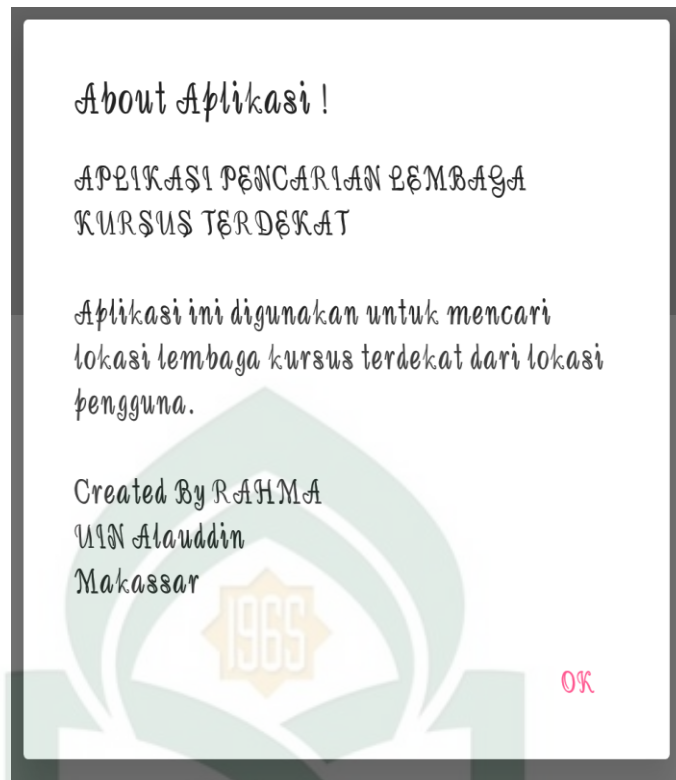 About Aplikasi !
APLIKASI PENCARIAN LEMBAGA
KURSUS TERDEKAT
Aplikasi ini digunakan untuk mencari
lokasi lembaga kursus terdekat dari lokasi
pengguna.
Created By RAHMA
UIN Alauddin
Makassar
1965
OK